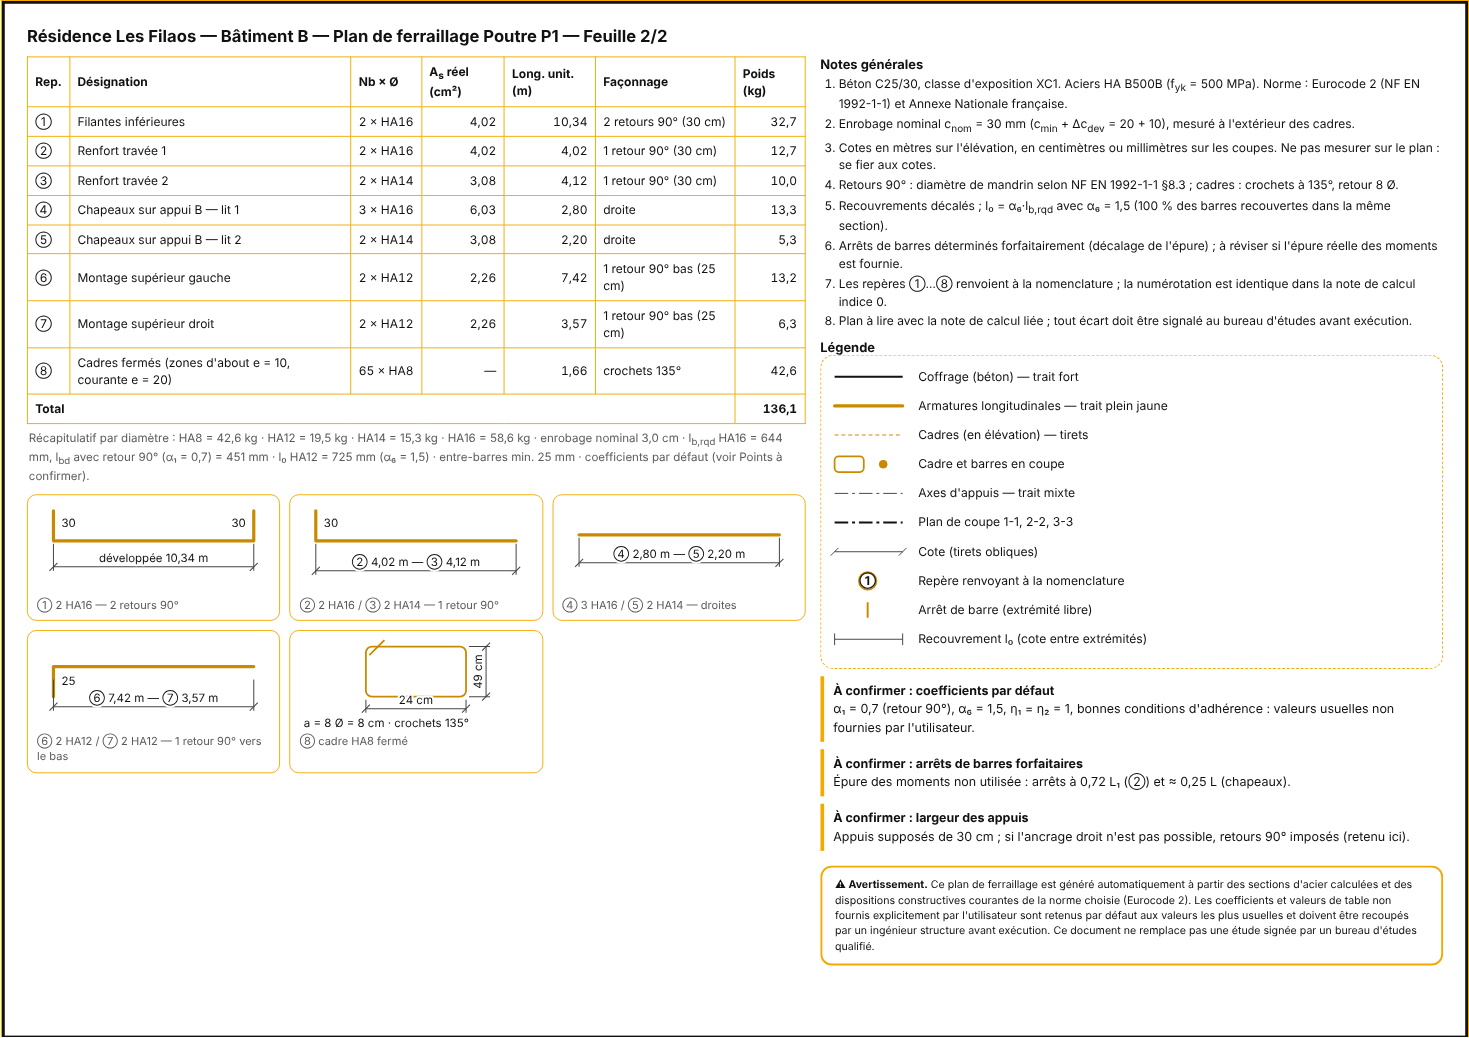 Résidence Les Filaos — Bâtiment B — Plan de ferraillage Poutre P1 — Feuille 2/2
Rep. Désignation Nb × Ø As réel (cm²) Long. unit. (m) Façonnage Poids (kg)
① Filantes inférieures 2 × HA16 4,02 10,34 2 retours 90° (30 cm) 32,7
② Renfort travée 1 2 × HA16 4,02 4,02 1 retour 90° (30 cm) 12,7
③ Renfort travée 2 2 × HA14 3,08 4,12 1 retour 90° (30 cm) 10,0
④ Chapeaux sur appui B — lit 1 3 × HA16 6,03 2,80 droite 13,3
⑤ Chapeaux sur appui B — lit 2 2 × HA14 3,08 2,20 droite 5,3
⑥ Montage supérieur gauche 2 × HA12 2,26 7,42 1 retour 90° bas (25 cm) 13,2
⑦ Montage supérieur droit 2 × HA12 2,26 3,57 1 retour 90° bas (25 cm) 6,3
⑧ Cadres fermés (zones d'about e = 10, courante e = 20) 65 × HA8 — 1,66 crochets 135° 42,6
Total 136,1
Récapitulatif par diamètre : HA8 = 42,6 kg · HA12 = 19,5 kg · HA14 = 15,3 kg · HA16 = 58,6 kg · enrobage nominal 3,0 cm · lb,rqd HA16 = 644
mm, lbd avec retour 90° (α₁ = 0,7) = 451 mm · l₀ HA12 = 725 mm (α₆ = 1,5) · entre-barres min. 25 mm · coefficients par défaut (voir Points à
confirmer).
30 30
développée 10,34 m
① 2 HA16 — 2 retours 90°
30
② 4,02 m — ③ 4,12 m
② 2 HA16 / ③ 2 HA14 — 1 retour 90°
④ 2,80 m — ⑤ 2,20 m
④ 3 HA16 / ⑤ 2 HA14 — droites
25
⑥ 7,42 m — ⑦ 3,57 m
⑥ 2 HA12 / ⑦ 2 HA12 — 1 retour 90° vers
le bas
49 cm
24 cm
a = 8 Ø = 8 cm · crochets 135°
⑧ cadre HA8 fermé
Notes générales
1. Béton C25/30, classe d'exposition XC1. Aciers HA B500B (fyk = 500 MPa). Norme : Eurocode 2 (NF EN
1992-1-1) et Annexe Nationale française.
2. Enrobage nominal cnom = 30 mm (cmin + Δcdev = 20 + 10), mesuré à l'extérieur des cadres.
3. Cotes en mètres sur l'élévation, en centimètres ou millimètres sur les coupes. Ne pas mesurer sur le plan :
se fier aux cotes.
4. Retours 90° : diamètre de mandrin selon NF EN 1992-1-1 §8.3 ; cadres : crochets à 135°, retour 8 Ø.
5. Recouvrements décalés ; l₀ = α₆·lb,rqd avec α₆ = 1,5 (100 % des barres recouvertes dans la même
section).
6. Arrêts de barres déterminés forfaitairement (décalage de l'épure) ; à réviser si l'épure réelle des moments
est fournie.
7. Les repères ①…⑧ renvoient à la nomenclature ; la numérotation est identique dans la note de calcul
indice 0.
8. Plan à lire avec la note de calcul liée ; tout écart doit être signalé au bureau d'études avant exécution.
Légende
Coffrage (béton) — trait fort
Armatures longitudinales — trait plein jaune
Cadres (en élévation) — tirets
Cadre et barres en coupe
Axes d'appuis — trait mixte
Plan de coupe 1-1, 2-2, 3-3
Cote (tirets obliques)
① Repère renvoyant à la nomenclature
Arrêt de barre (extrémité libre)
Recouvrement l₀ (cote entre extrémités)
À confirmer : coefficients par défaut
α₁ = 0,7 (retour 90°), α₆ = 1,5, η₁ = η₂ = 1, bonnes conditions d'adhérence : valeurs usuelles non
fournies par l'utilisateur.
À confirmer : arrêts de barres forfaitaires
Épure des moments non utilisée : arrêts à 0,72 L₁ (②) et ≈ 0,25 L (chapeaux).
À confirmer : largeur des appuis
Appuis supposés de 30 cm ; si l'ancrage droit n'est pas possible, retours 90° imposés (retenu ici).
⚠ Avertissement. Ce plan de ferraillage est généré automatiquement à partir des sections d'acier calculées et des
dispositions constructives courantes de la norme choisie (Eurocode 2). Les coefficients et valeurs de table non
fournis explicitement par l'utilisateur sont retenus par défaut aux valeurs les plus usuelles et doivent être recoupés
par un ingénieur structure avant exécution. Ce document ne remplace pas une étude signée par un bureau d'études
qualifié.